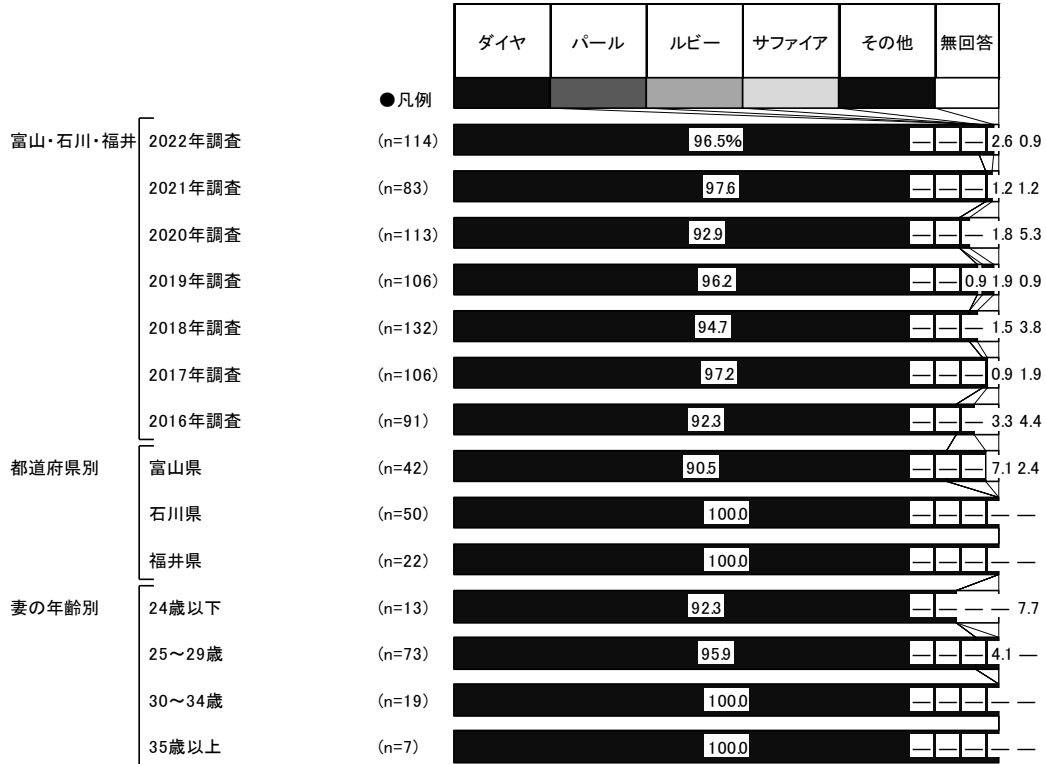 ダイヤ パール ルビー サファイア その他 無回答
●凡例
富山・石川・福井 2022年調査 (n=114) 96.5% — — — 2.6 0.9
2021年調査 (n=83) 97.6 — — — 1.2 1.2
2020年調査 (n=113) 92.9 — — — 1.8 5.3
2019年調査 (n=106) 96.2 — — 0.9 1.9 0.9
2018年調査 (n=132) 94.7 — — — 1.5 3.8
2017年調査 (n=106) 97.2 — — — 0.9 1.9
2016年調査 (n=91) 92.3 — — — 3.3 4.4
都道府県別 富山県 (n=42) 90.5 — — — 7.1 2.4
石川県 (n=50) 100.0 — — — — —
福井県 (n=22) 100.0 — — — — —
妻の年齢別 24歳以下 (n=13) 92.3 — — — — 7.7
25～29歳 (n=73) 95.9 — — — 4.1 —
30～34歳 (n=19) 100.0 — — — — —
35歳以上 (n=7) 100.0 — — — — —